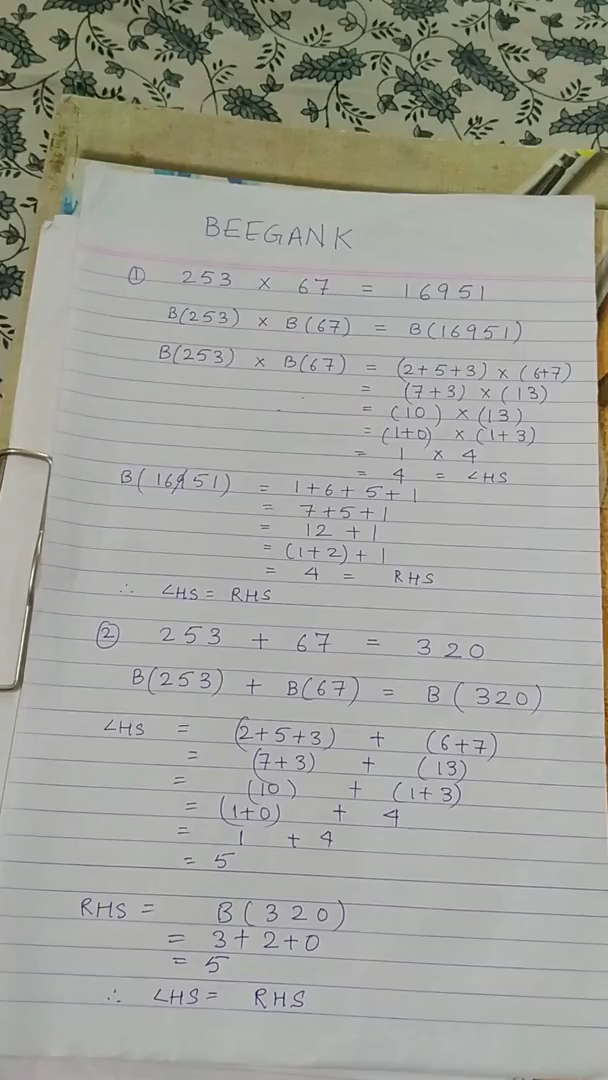 BEEGANK
① 253 × 67 = 16951
B(253) × B(67) = B(16951)
B(253) × B(67) = (2+5+3) × (6+7)
= (7+3) × (13)
= (10) × (13)
= (1+0) × (1+3)
= 1 × 4
= 4 = LHS
B(16951) = 1+6+5+1
= 7+5+1
= 12 + 1
= (1+2) + 1
= 4 = RHS
∴ LHS = RHS
② 253 + 67 = 320
B(253) + B(67) = B(320)
LHS = (2+5+3) + (6+7)
= (7+3) + (13)
= (10) + (1+3)
= (1+0) + 4
= 1 + 4
= 5
RHS = B(320)
= 3+2+0
= 5
∴ LHS = RHS